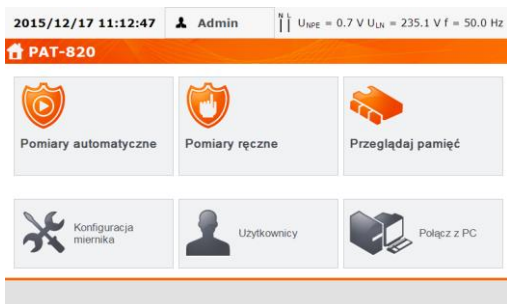 2015/12/17 11:12:47 Admin N L UNPE = 0.7 V ULN = 235.1 V f = 50.0 Hz
PAT-820
Pomiary automatyczne Pomiary ręczne Przeglądaj pamięć
Konfiguracja
miernika
Użytkownicy
Połącz z PC